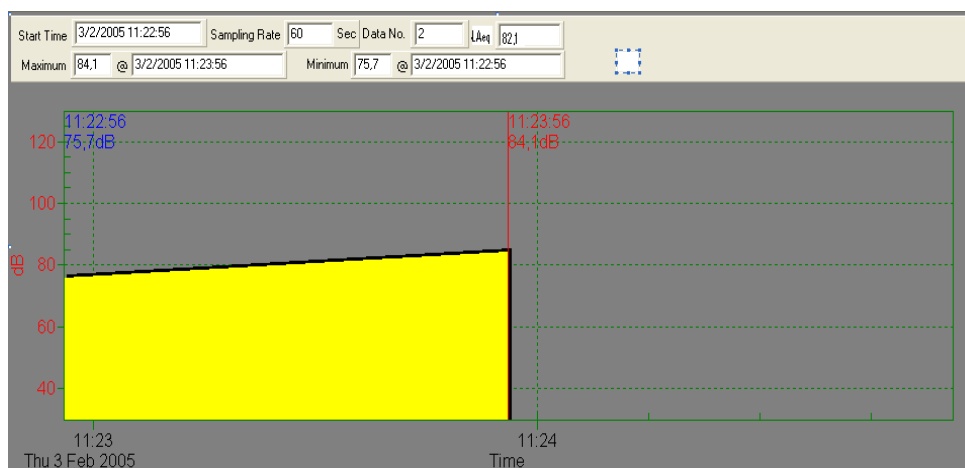 Start Time 3/2/2005 11:22:56 Sampling Rate 60 Sec Data No. 2 LAeq 82,1
Maximum 84,1 @ 3/2/2005 11:23:56 Minimum 75,7 @ 3/2/2005 11:22:56
11:22:56 11:23:56
75,7dB 84,1dB
120
100
80
60
40
dB
11:23 11:24
Thu 3 Feb 2005 Time